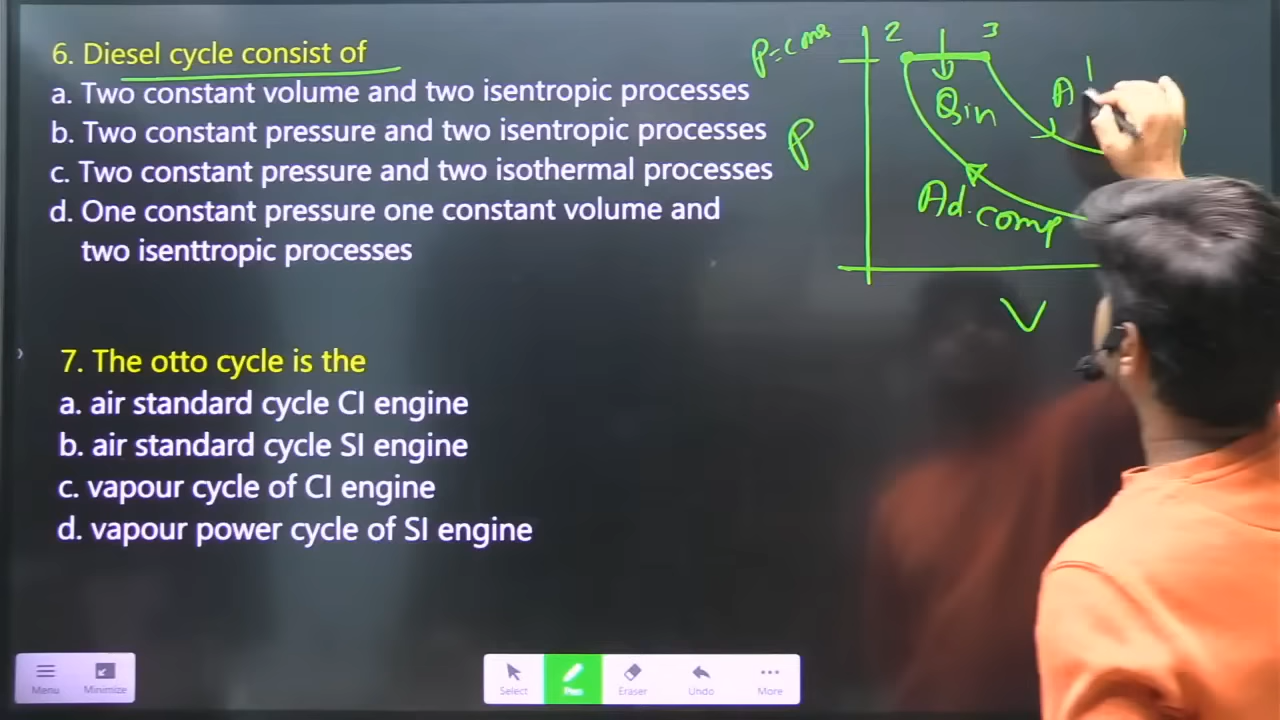 6. Diesel cycle consist of
a. Two constant volume and two isentropic processes
b. Two constant pressure and two isentropic processes
c. Two constant pressure and two isothermal processes
d. One constant pressure one constant volume and
two isenttropic processes
7. The otto cycle is the
a. air standard cycle CI engine
b. air standard cycle SI engine
c. vapour cycle of CI engine
d. vapour power cycle of SI engine
2 3
P
Qin
Ad. comp
V
Menu
Minimize
Select
Pen
Eraser
Undo
More